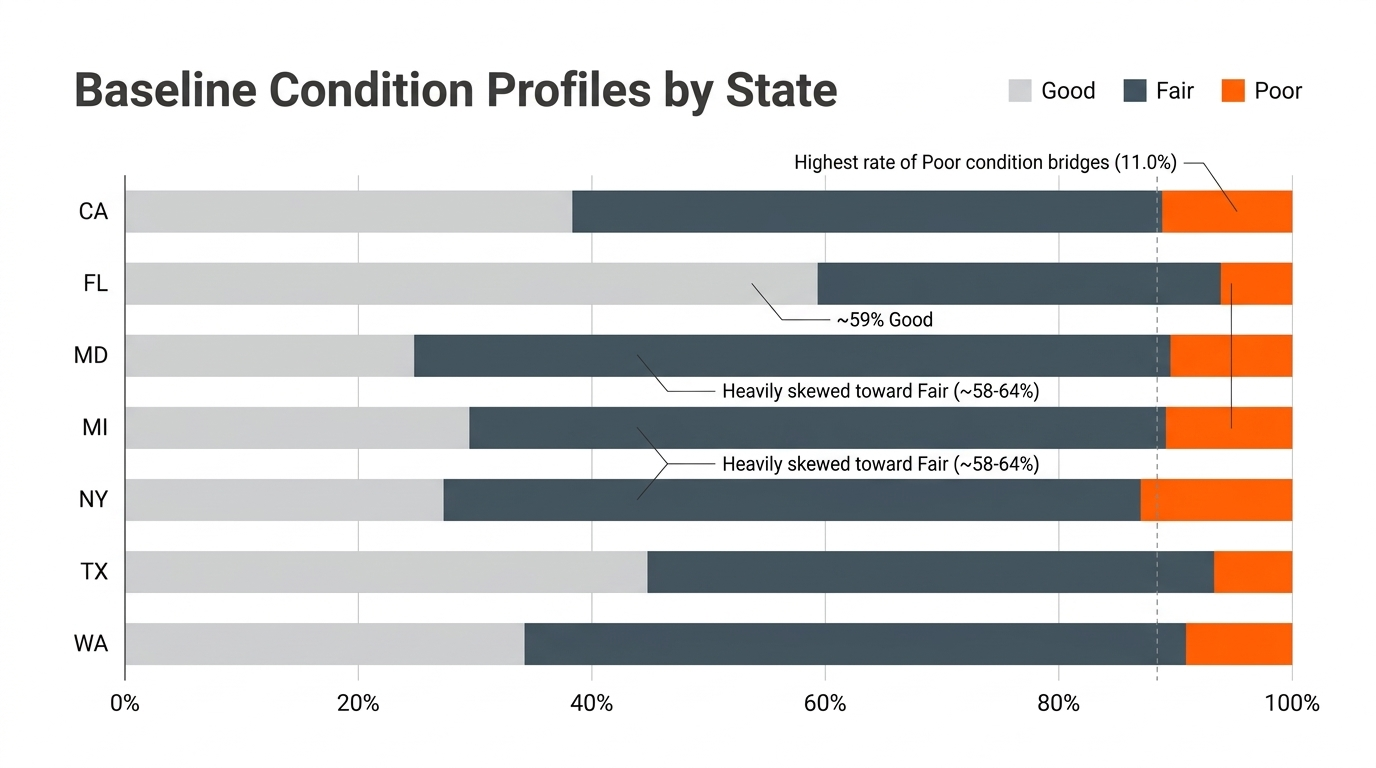 Baseline Condition Profiles by State
Good
Fair
Poor
Highest rate of Poor condition bridges (11.0%)
CA
FL
~59% Good
MD
Heavily skewed toward Fair (~58-64%)
MI
Heavily skewed toward Fair (~58-64%)
NY
TX
WA
0%
20%
40%
60%
80%
100%